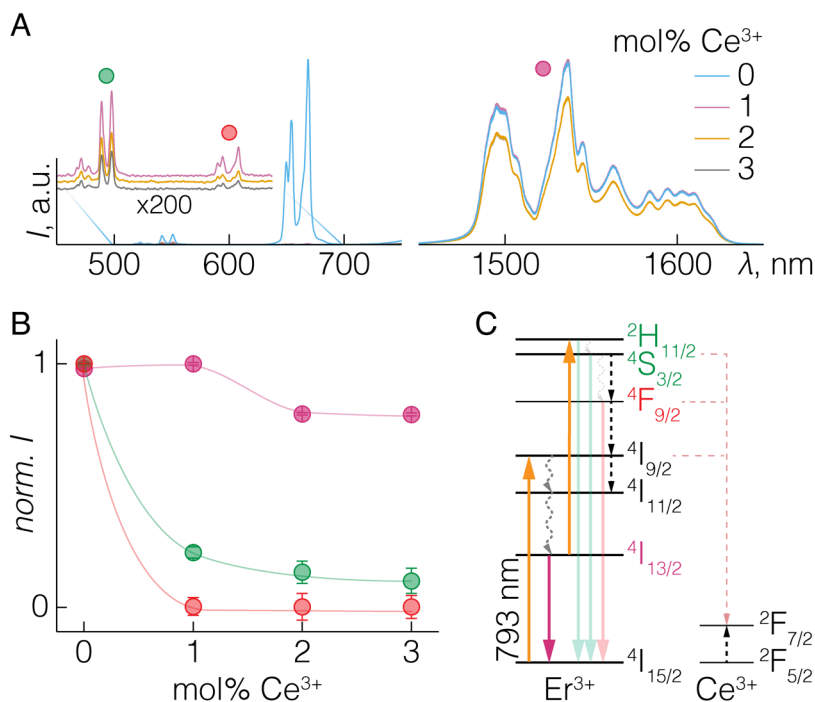 A
mol% Ce³⁺
0
1
2
3
x200
I, a.u.
500
600
700
1500
1600
λ, nm
B
1
0
norm. I
0
1
2
3
mol% Ce³⁺
C
²H₁₁/₂
⁴S₃/₂
⁴F₉/₂
⁴I₉/₂
⁴I₁₁/₂
⁴I₁₃/₂
793 nm
⁴I₁₅/₂
²F₇/₂
²F₅/₂
Er³⁺
Ce³⁺